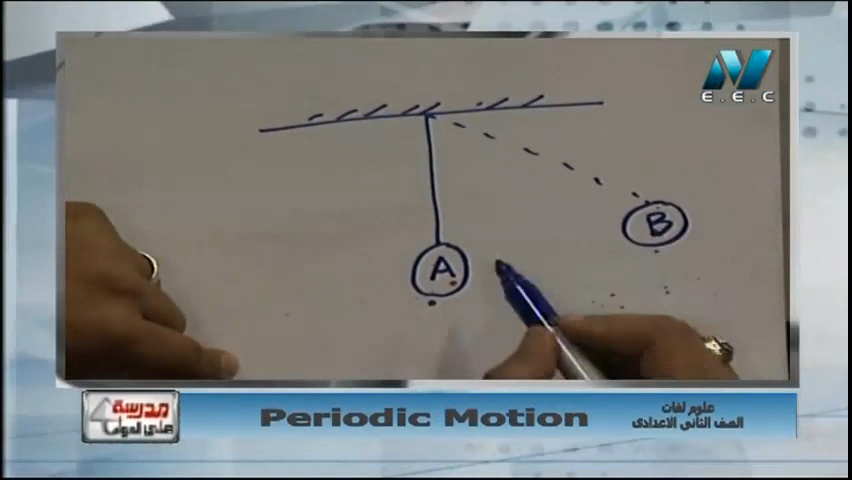 E.E.C
A
B
مدرسة
على الهواء
Periodic Motion
علوم لغات
الصف الثانى الاعدادى